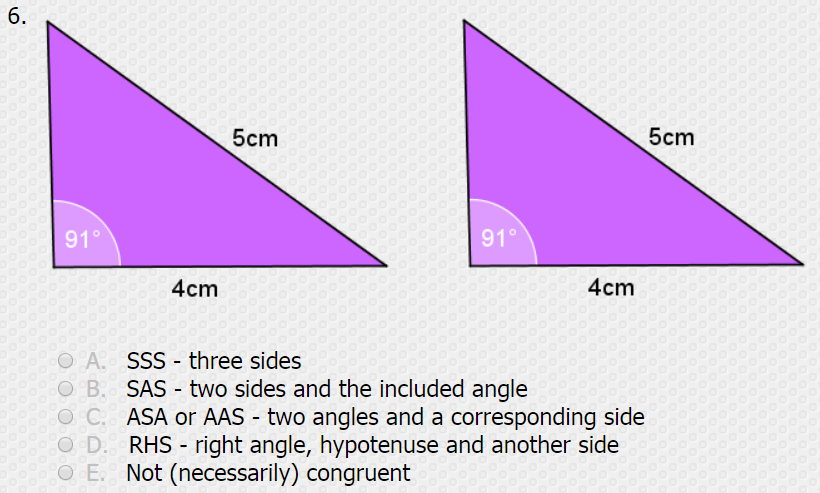 6.
5cm
5cm
91°
91°
4cm
4cm
A. SSS - three sides
B. SAS - two sides and the included angle
C. ASA or AAS - two angles and a corresponding side
D. RHS - right angle, hypotenuse and another side
E. Not (necessarily) congruent